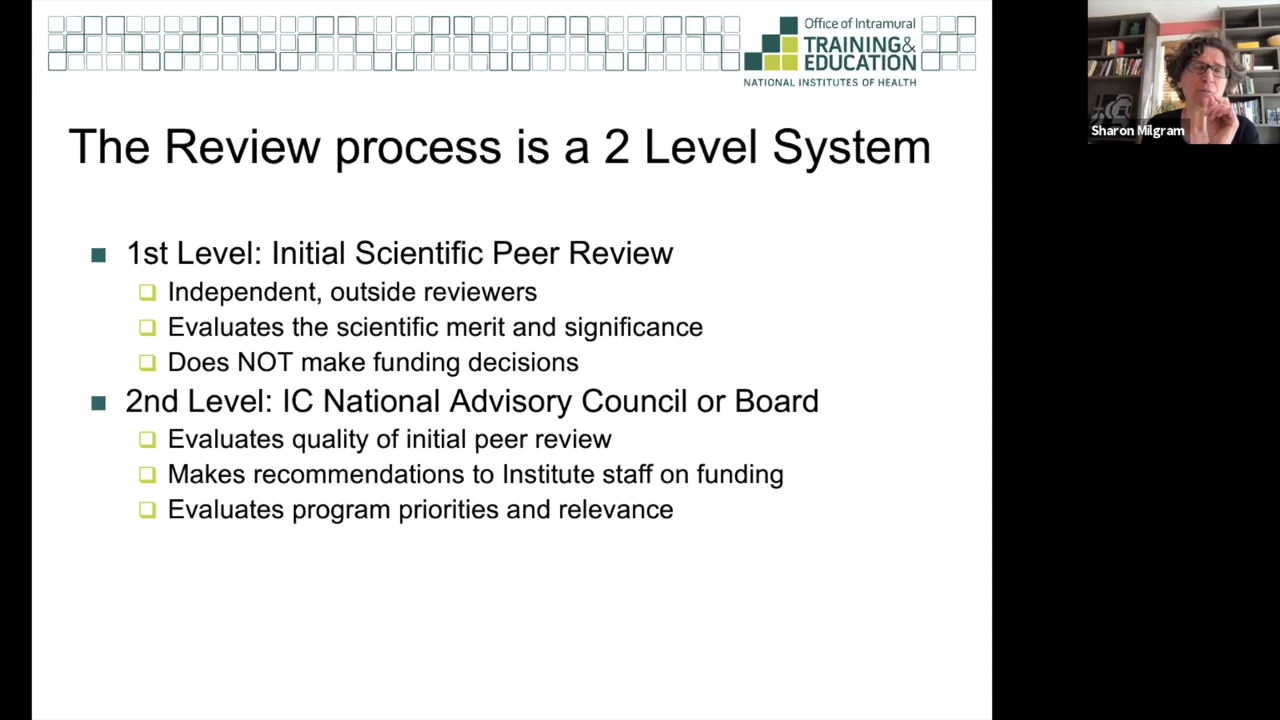 Office of Intramural
TRAINING&
EDUCATION
NATIONAL INSTITUTES OF HEALTH
Sharon Milgram
The Review process is a 2 Level System
1st Level: Initial Scientific Peer Review
Independent, outside reviewers
Evaluates the scientific merit and significance
Does NOT make funding decisions
2nd Level: IC National Advisory Council or Board
Evaluates quality of initial peer review
Makes recommendations to Institute staff on funding
Evaluates program priorities and relevance